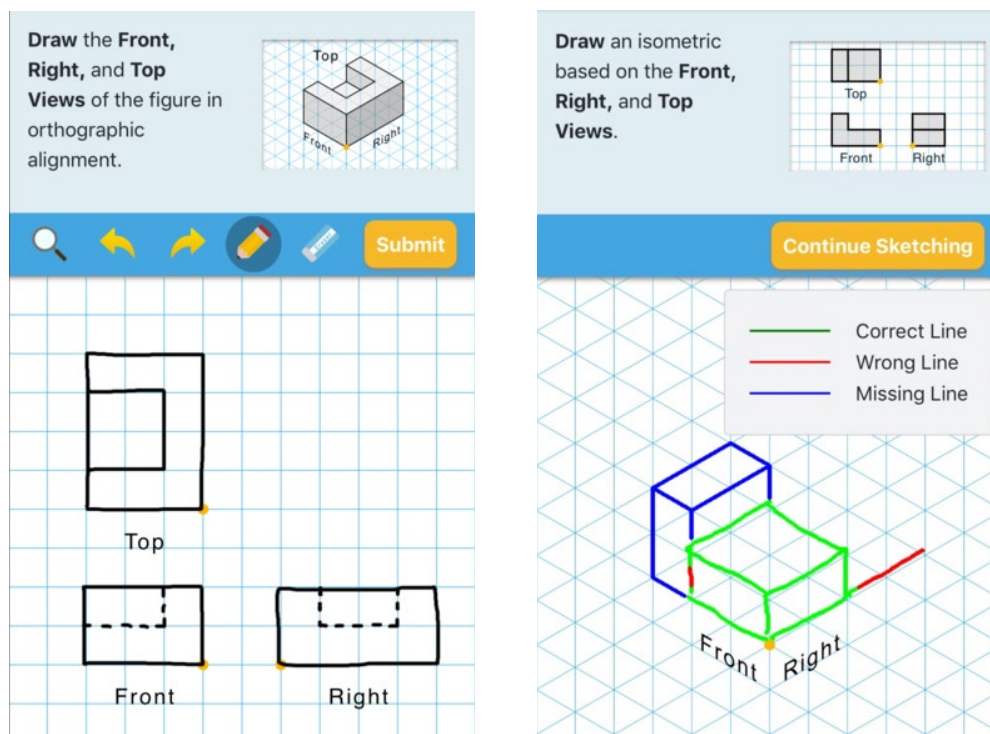 Draw the Front,
Right, and Top
Views of the figure in
orthographic
alignment.
Top
Front
Right
Submit
Top
Front
Right
Draw an isometric
based on the Front,
Right, and Top
Views.
Top
Front
Right
Continue Sketching
Correct Line
Wrong Line
Missing Line
Front
Right